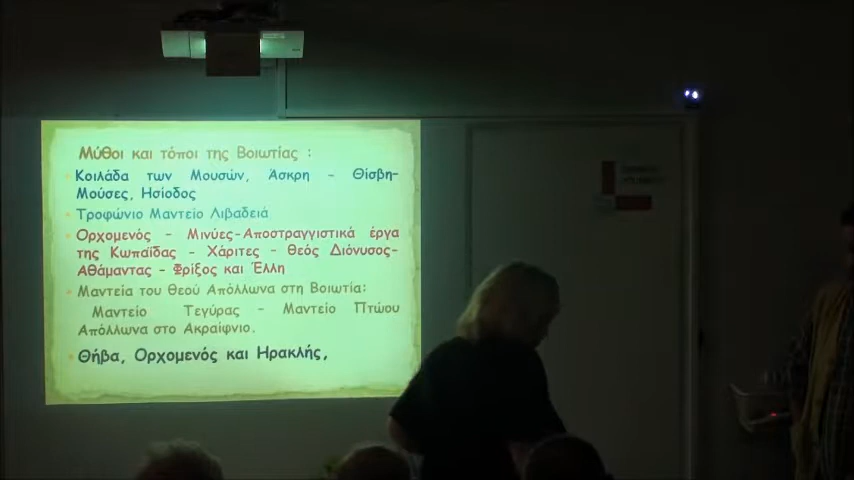 Μύθοι και τόποι της Βοιωτίας :
Κοιλάδα των Μουσών, Άσκρη - Θίσβη-
Μούσες, Ησίοδος
Τροφώνιο Μαντείο Λιβαδειά
Ορχομενός - Μινύες-Αποστραγγιστικά έργα
της Κωπαΐδας - Χάριτες - θεός Διόνυσος-
Αθάμαντας - Φρίξος και Έλλη
Μαντεία του Θεού Απόλλωνα στη Βοιωτία:
Μαντείο Τεγύρας - Μαντείο Πτώου
Απόλλωνα στο Ακραίφνιο.
Θήβα, Ορχομενός και Ηρακλής,